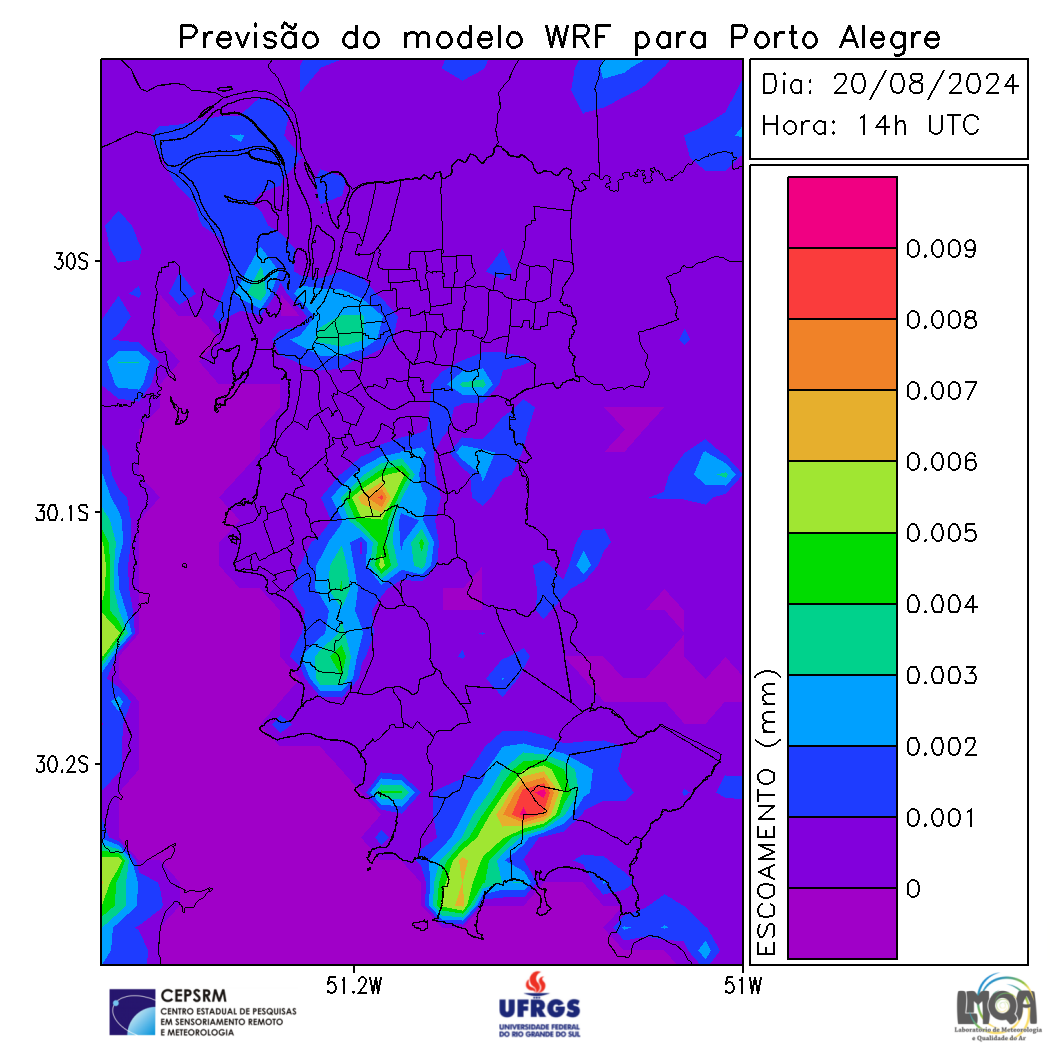 Previsão do modelo WRF para Porto Alegre
Dia: 20/08/2024
Hora: 14h UTC
30S
30.1S
30.2S
51.2W
51W
ESCOAMENTO (mm)
0.009
0.008
0.007
0.006
0.005
0.004
0.003
0.002
0.001
0
CEPSRM
CENTRO ESTADUAL DE PESQUISAS
EM SENSORIAMENTO REMOTO
E METEOROLOGIA
UFRGS
UNIVERSIDADE FEDERAL
DO RIO GRANDE DO SUL
LMQA
Laboratório de Meteorologia
e Qualidade do Ar